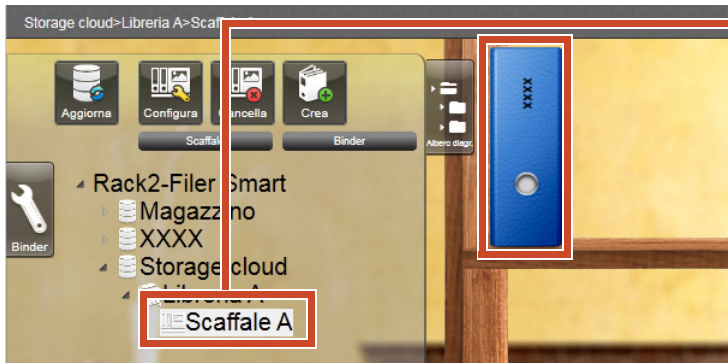 Storage cloud>Libreria A>Scaffale A
Aggiorna
Configura
Cancella
Crea
Scaffale
Binder
Albero diagr.
Binder
Rack2-Filer Smart
Magazzino
XXXX
Storage cloud
Libreria A
Scaffale A
XXXX